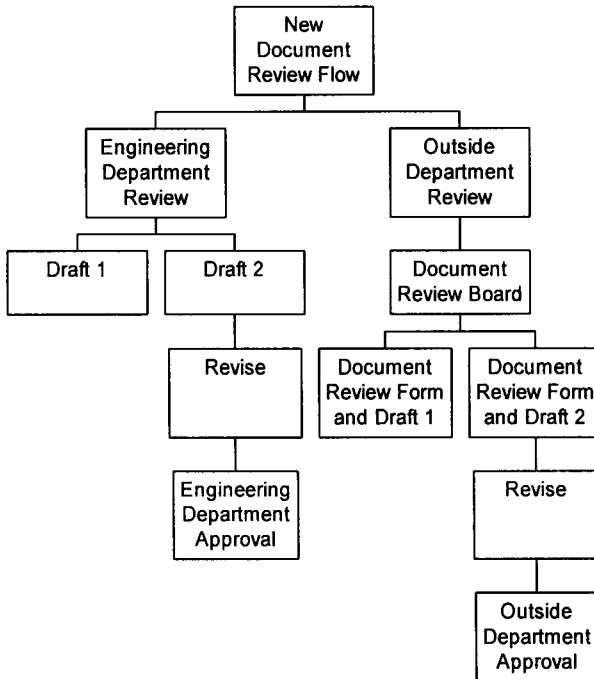 New
Document
Review Flow
Engineering
Department
Review
Outside
Department
Review
Draft 1
Draft 2
Document
Review Board
Revise
Document
Review Form
and Draft 1
Document
Review Form
and Draft 2
Engineering
Department
Approval
Revise
Outside
Department
Approval